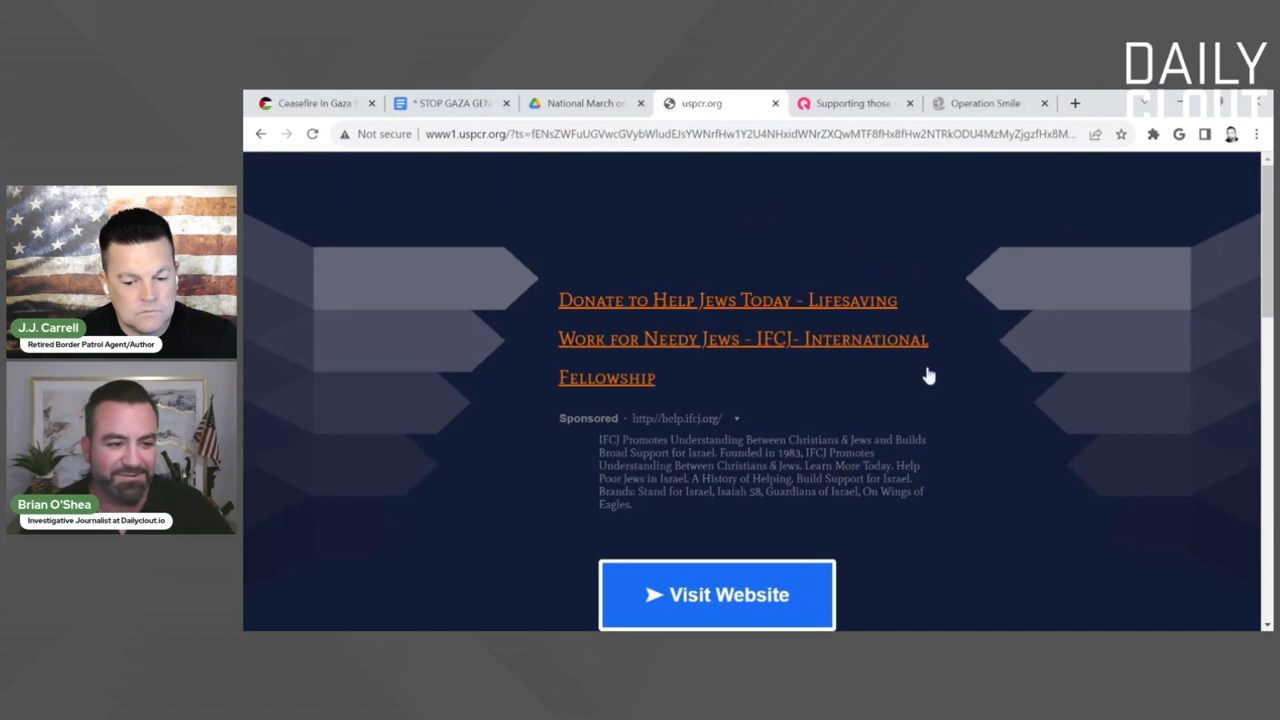 DAILY
CLOUT
Ceasefire In Gaza
* STOP GAZA GEN
National March on
uspcr.org
Supporting those
Operation Smile
Not secure
www1.uspcr.org/?ts=
Donate to Help Jews Today - Lifesaving
Work for Needy Jews - IFCJ- International
Fellowship
Sponsored · http://help.ifcj.org/
IFCJ Promotes Understanding Between Christians & Jews and Builds
Broad Support for Israel. Founded in 1983, IFCJ Promotes
Understanding Between Christians & Jews. Learn More Today. Help
Poor Jews in Israel. A History of Helping. Build Support for Israel.
Brands: Stand for Israel, Isaiah 58, Guardians of Israel, On Wings of
Eagles.
➤ Visit Website
J.J. Carrell
Retired Border Patrol Agent/Author
Brian O'Shea
Investigative Journalist at Dailyclout.io